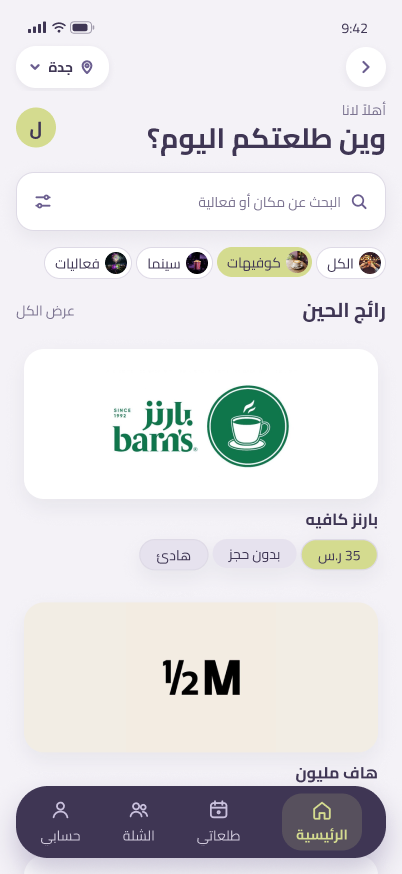 9:42
جدة
أهلاً لانا
وين طلعتكم اليوم؟
ل
البحث عن مكان أو فعالية
الكل
كوفيهات
سينما
فعاليات
رائج الحين
عرض الكل
SINCE 1992
بارنز
barn's®
بارنز كافيه
35 ر.س
بدون حجز
هادئ
½M
هاف مليون
الرئيسية
طلعاتي
الشلة
حسابي